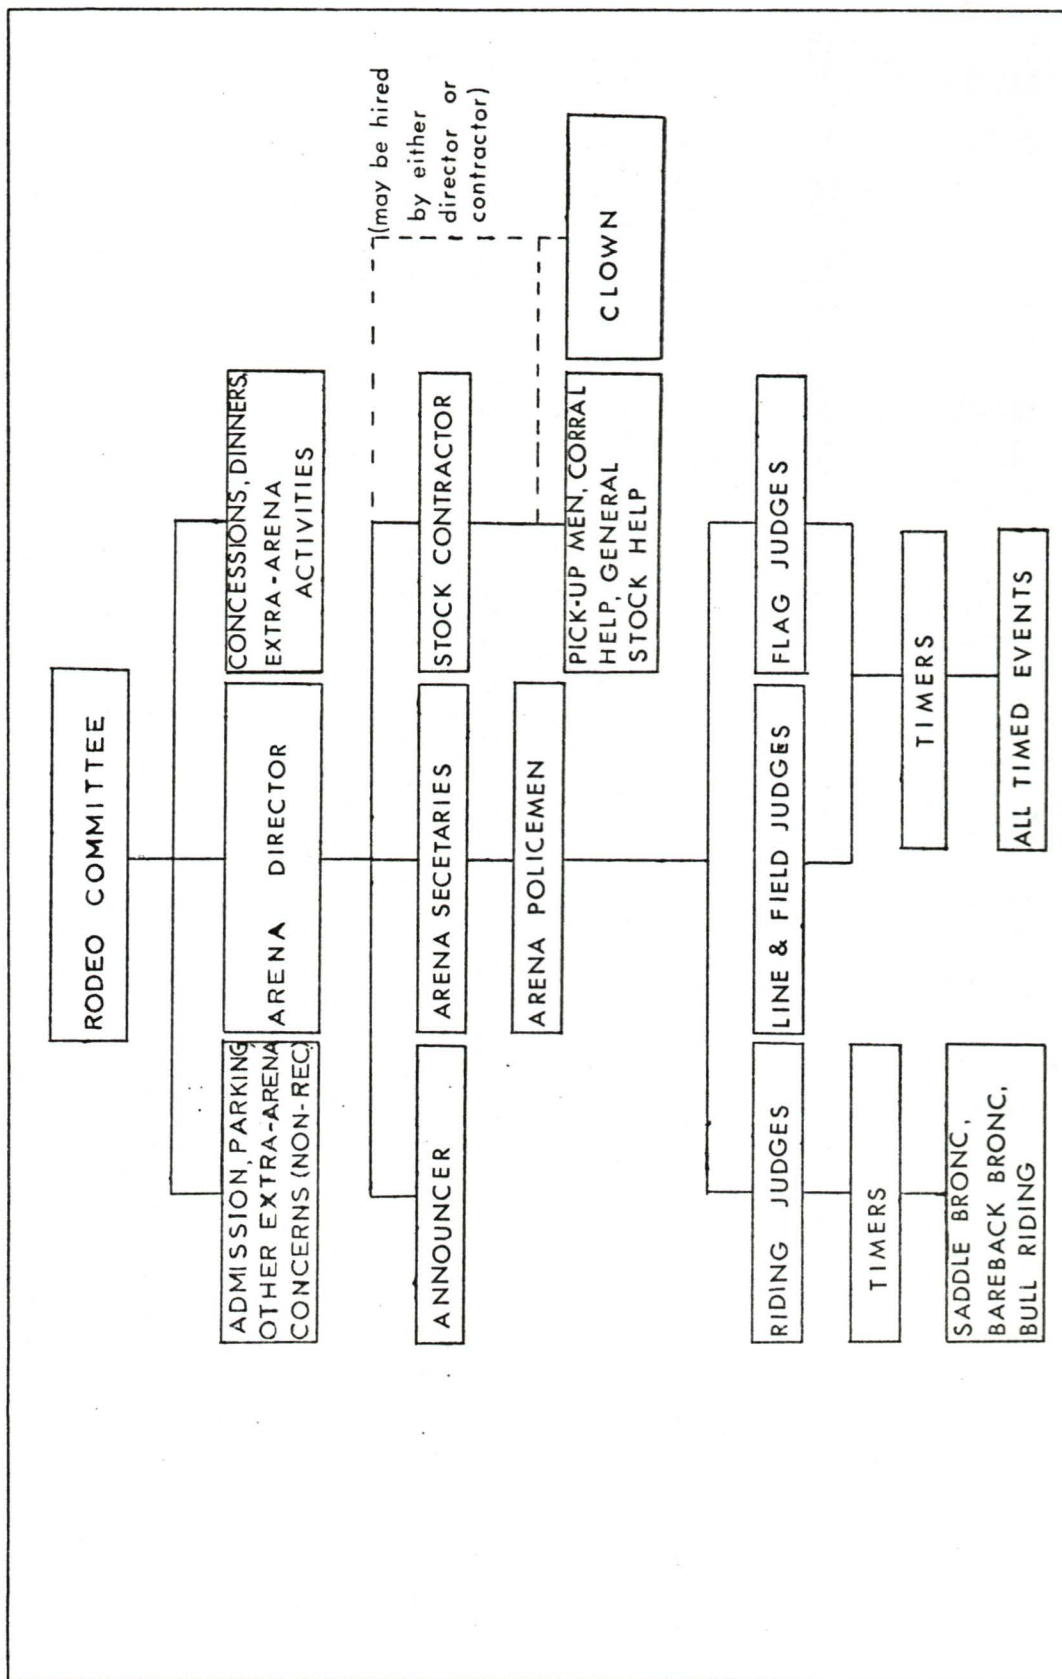 RODEO COMMITTEE
ADMISSION, PARKING
OTHER EXTRA-ARENA
CONCERNS (NON-REC)
ARENA DIRECTOR
CONCESSIONS, DINNERS
EXTRA-ARENA
ACTIVITIES
ANNOUNCER
ARENA SECETARIES
STOCK CONTRACTOR
(may be hired
by either
director or
contractor)
ARENA POLICEMEN
PICK-UP MEN, CORRAL
HELP, GENERAL
STOCK HELP
CLOWN
RIDING JUDGES
LINE & FIELD JUDGES
FLAG JUDGES
TIMERS
TIMERS
SADDLE BRONC,
BAREBACK BRONC,
BULL RIDING
ALL TIMED EVENTS